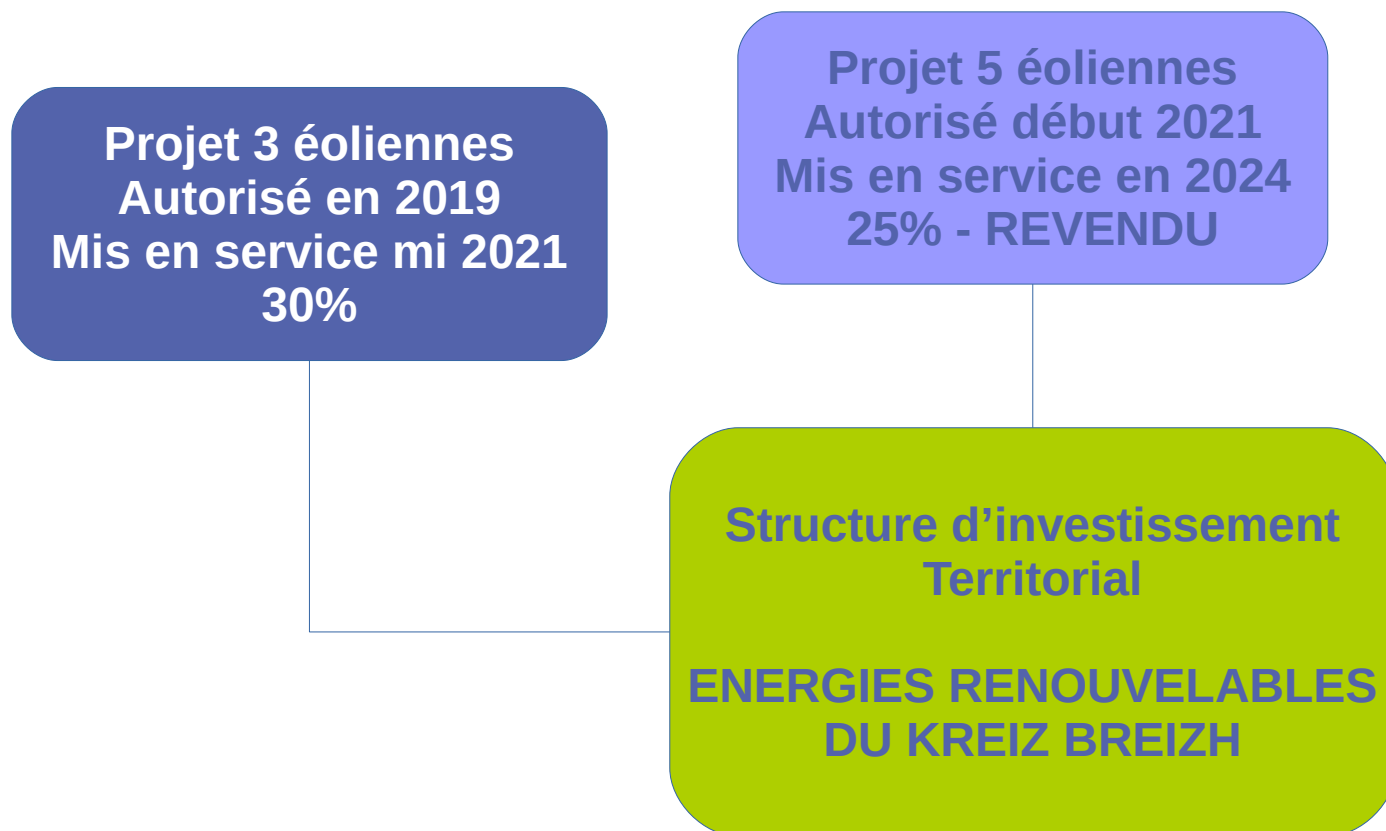 Projet 3 éoliennes
Autorisé en 2019
Mis en service mi 2021
30%
Projet 5 éoliennes
Autorisé début 2021
Mis en service en 2024
25% - REVENDU
Structure d’investissement
Territorial
ENERGIES RENOUVELABLES
DU KREIZ BREIZH